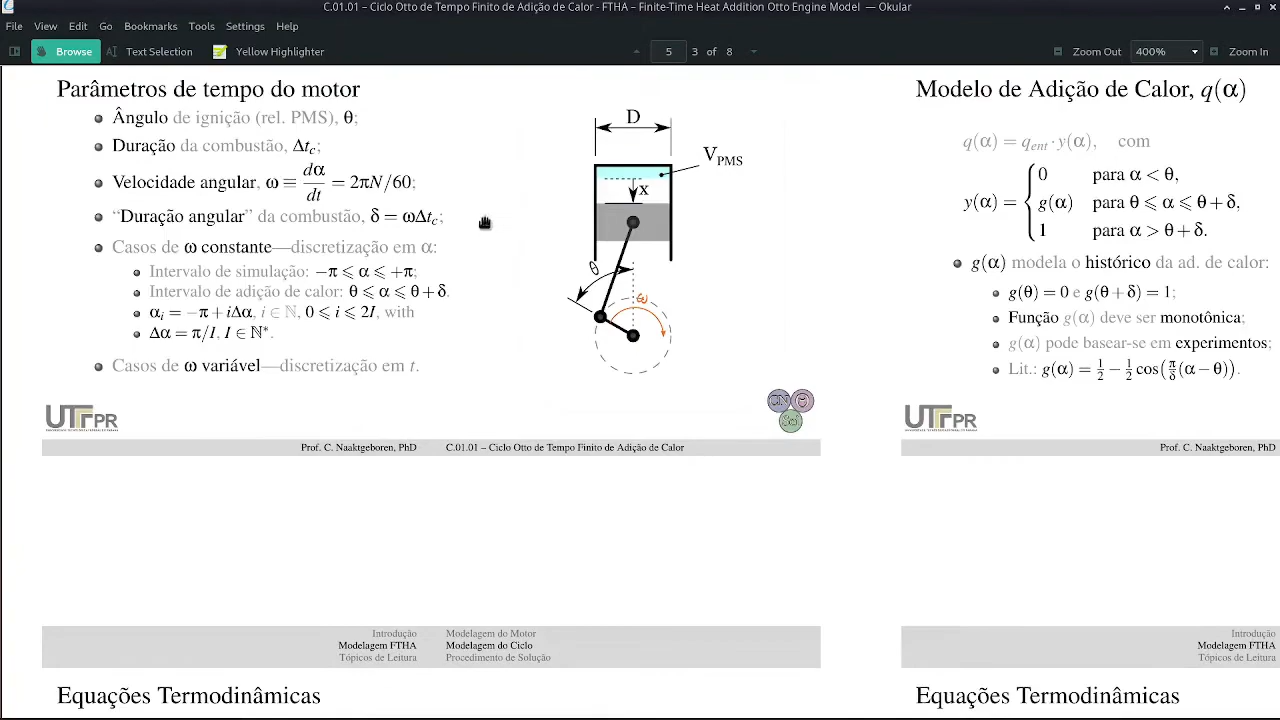 C.01.01 – Ciclo Otto de Tempo Finito de Adição de Calor - FTHA – Finite-Time Heat Addition Otto Engine Model — Okular
File View Edit Go Bookmarks Tools Settings Help
Browse Text Selection Yellow Highlighter 5 3 of 8 Zoom Out 400% Zoom In
Parâmetros de tempo do motor
Ângulo de ignição (rel. PMS), θ;
Duração da combustão, Δt_c;
Velocidade angular, ω ≡ dα/dt = 2πN/60;
“Duração angular” da combustão, δ = ωΔt_c;
Casos de ω constante—discretização em α:
Intervalo de simulação: −π ⩽ α ⩽ +π;
Intervalo de adição de calor: θ ⩽ α ⩽ θ + δ.
α_i = −π + iΔα, i ∈ ℕ, 0 ⩽ i ⩽ 2I, with
Δα = π/I, I ∈ ℕ*.
Casos de ω variável—discretização em t.
D
V_PMS
x
θ
ω
UTFPR
Prof. C. Naaktgeboren, PhD C.01.01 – Ciclo Otto de Tempo Finito de Adição de Calor
Modelo de Adição de Calor, q(α)
q(α) = q_ent · y(α), com
y(α) = { 0 para α < θ,
g(α) para θ ⩽ α ⩽ θ + δ,
1 para α > θ + δ.
g(α) modela o histórico da ad. de calor:
g(θ) = 0 e g(θ + δ) = 1;
Função g(α) deve ser monotônica;
g(α) pode basear-se em experimentos;
Lit.: g(α) = 1/2 − 1/2 cos(π/δ(α − θ)).
UTFPR
Prof. C. Naaktgeboren, PhD
Introdução Modelagem do Motor
Modelagem FTHA Modelagem do Ciclo
Tópicos de Leitura Procedimento de Solução
Equações Termodinâmicas
Introdução
Modelagem FTHA
Tópicos de Leitura
Equações Termodinâmicas